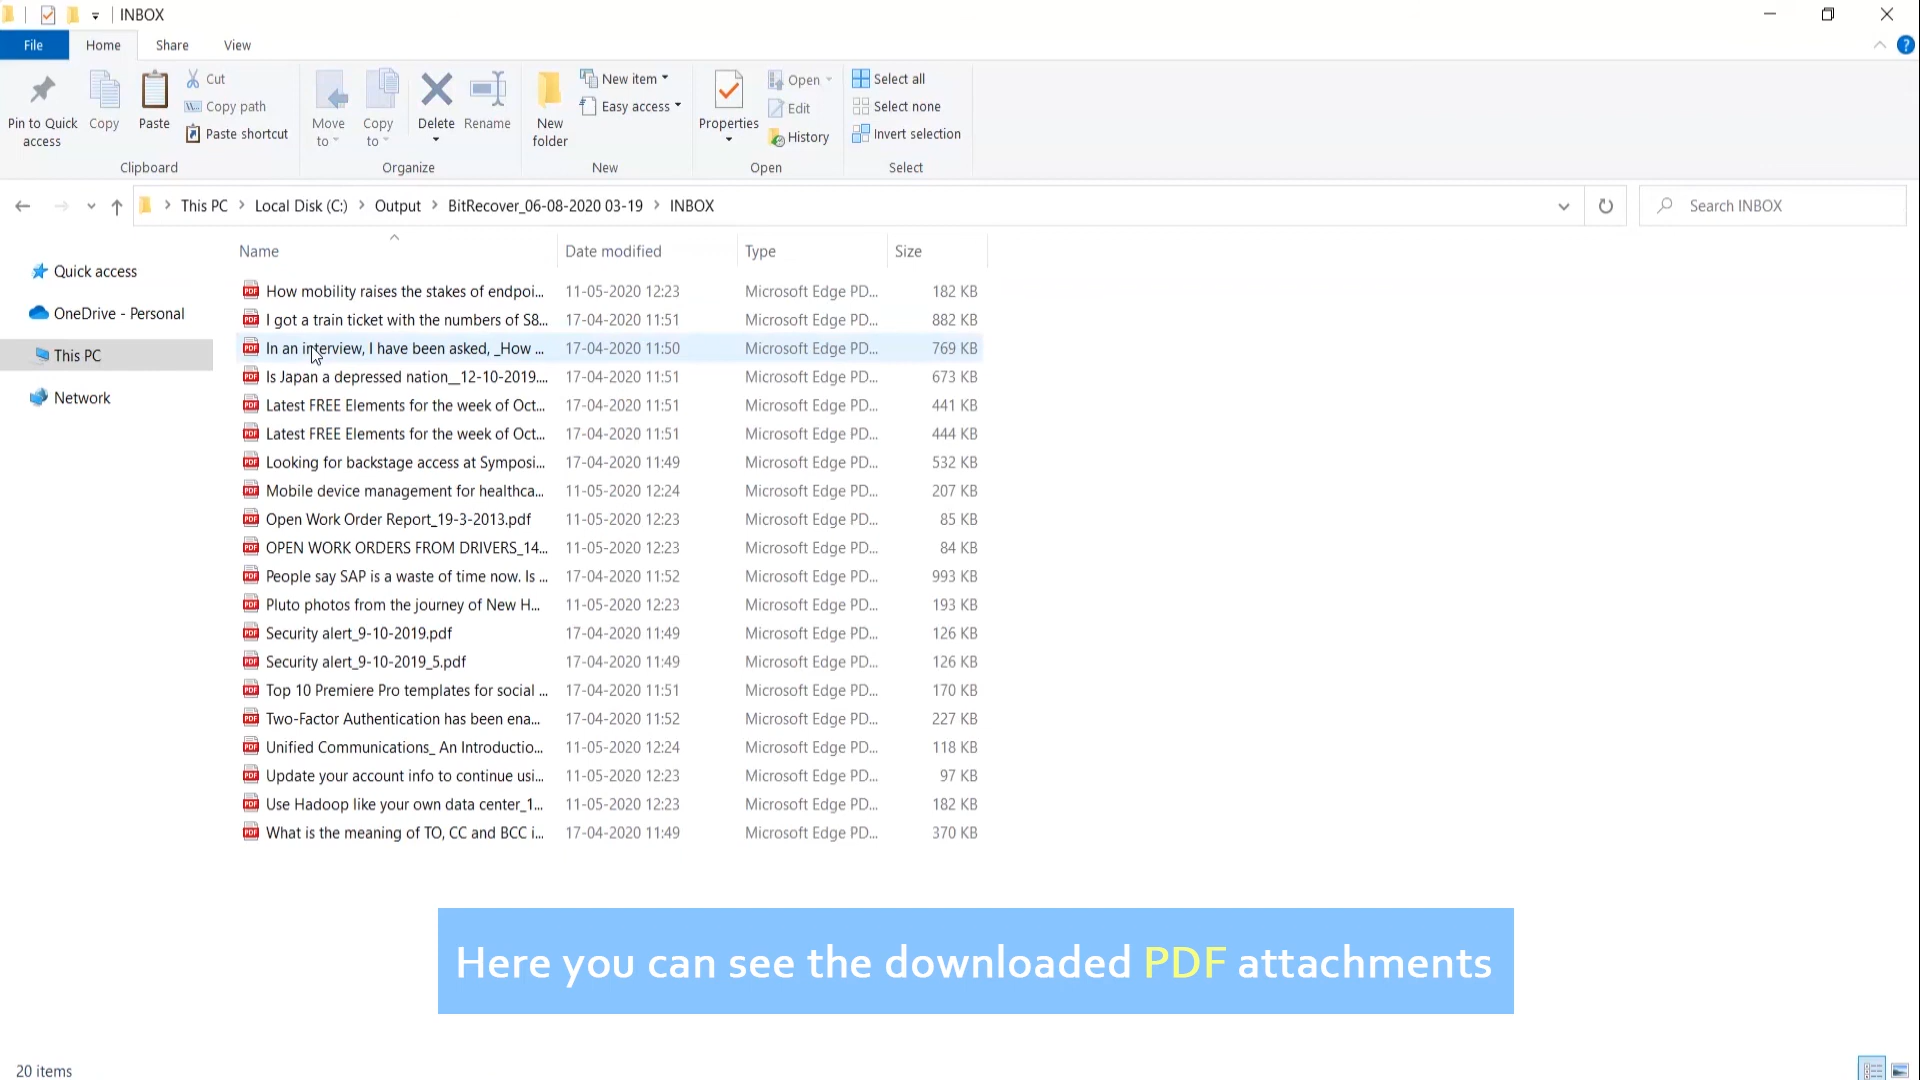 INBOX
File Home Share View
Pin to Quick access
Copy
Paste
Cut
Copy path
Paste shortcut
Clipboard
Move to
Copy to
Delete
Rename
Organize
New folder
New item
Easy access
New
Properties
Open
Edit
History
Open
Select all
Select none
Invert selection
Select
This PC > Local Disk (C:) > Output > BitRecover_06-08-2020 03-19 > INBOX
Search INBOX
Quick access
OneDrive - Personal
This PC
Network
Name Date modified Type Size
How mobility raises the stakes of endpoi... 11-05-2020 12:23 Microsoft Edge PD... 182 KB
I got a train ticket with the numbers of S8... 17-04-2020 11:51 Microsoft Edge PD... 882 KB
In an interview, I have been asked, _How ... 17-04-2020 11:50 Microsoft Edge PD... 769 KB
Is Japan a depressed nation__12-10-2019.... 17-04-2020 11:51 Microsoft Edge PD... 673 KB
Latest FREE Elements for the week of Oct... 17-04-2020 11:51 Microsoft Edge PD... 441 KB
Latest FREE Elements for the week of Oct... 17-04-2020 11:51 Microsoft Edge PD... 444 KB
Looking for backstage access at Symposi... 17-04-2020 11:49 Microsoft Edge PD... 532 KB
Mobile device management for healthca... 11-05-2020 12:24 Microsoft Edge PD... 207 KB
Open Work Order Report_19-3-2013.pdf 11-05-2020 12:23 Microsoft Edge PD... 85 KB
OPEN WORK ORDERS FROM DRIVERS_14... 11-05-2020 12:23 Microsoft Edge PD... 84 KB
People say SAP is a waste of time now. Is ... 17-04-2020 11:52 Microsoft Edge PD... 993 KB
Pluto photos from the journey of New H... 11-05-2020 12:23 Microsoft Edge PD... 193 KB
Security alert_9-10-2019.pdf 17-04-2020 11:49 Microsoft Edge PD... 126 KB
Security alert_9-10-2019_5.pdf 17-04-2020 11:49 Microsoft Edge PD... 126 KB
Top 10 Premiere Pro templates for social ... 17-04-2020 11:51 Microsoft Edge PD... 170 KB
Two-Factor Authentication has been ena... 17-04-2020 11:52 Microsoft Edge PD... 227 KB
Unified Communications_ An Introductio... 11-05-2020 12:24 Microsoft Edge PD... 118 KB
Update your account info to continue usi... 11-05-2020 12:23 Microsoft Edge PD... 97 KB
Use Hadoop like your own data center_1... 11-05-2020 12:23 Microsoft Edge PD... 182 KB
What is the meaning of TO, CC and BCC i... 17-04-2020 11:49 Microsoft Edge PD... 370 KB
Here you can see the downloaded PDF attachments
20 items